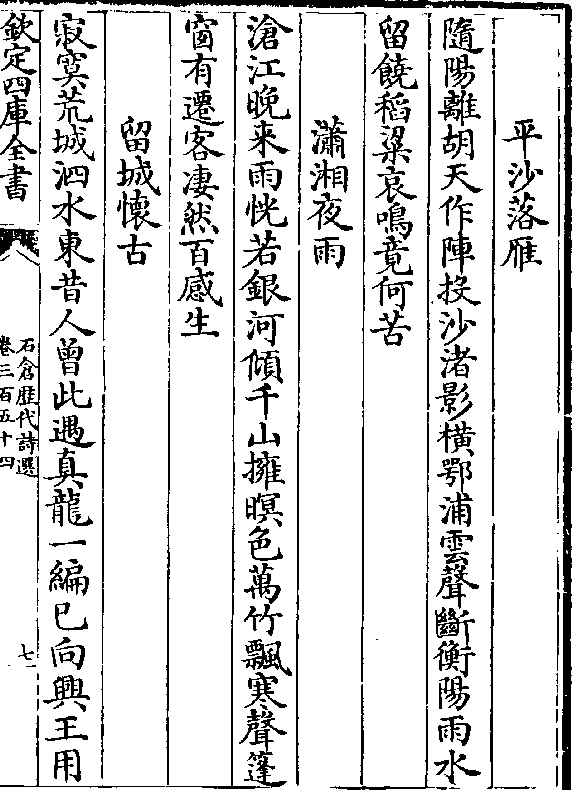 平沙落雁
隨陽離胡天作陣投沙渚影橫鄂浦雲聲斷衡陽雨水
留饒稻粱哀鳴竟何苦
瀟湘夜雨
滄江晚来雨恍若銀河傾千山擁暝色萬竹飄寒聲篷
窗有遷客凄然百感生
留城懷古
寂寞荒城泗水東昔人曾此遇真龍一編已向興王用
欽定四庫全書
石倉歷代詩選
卷三百五十四
七